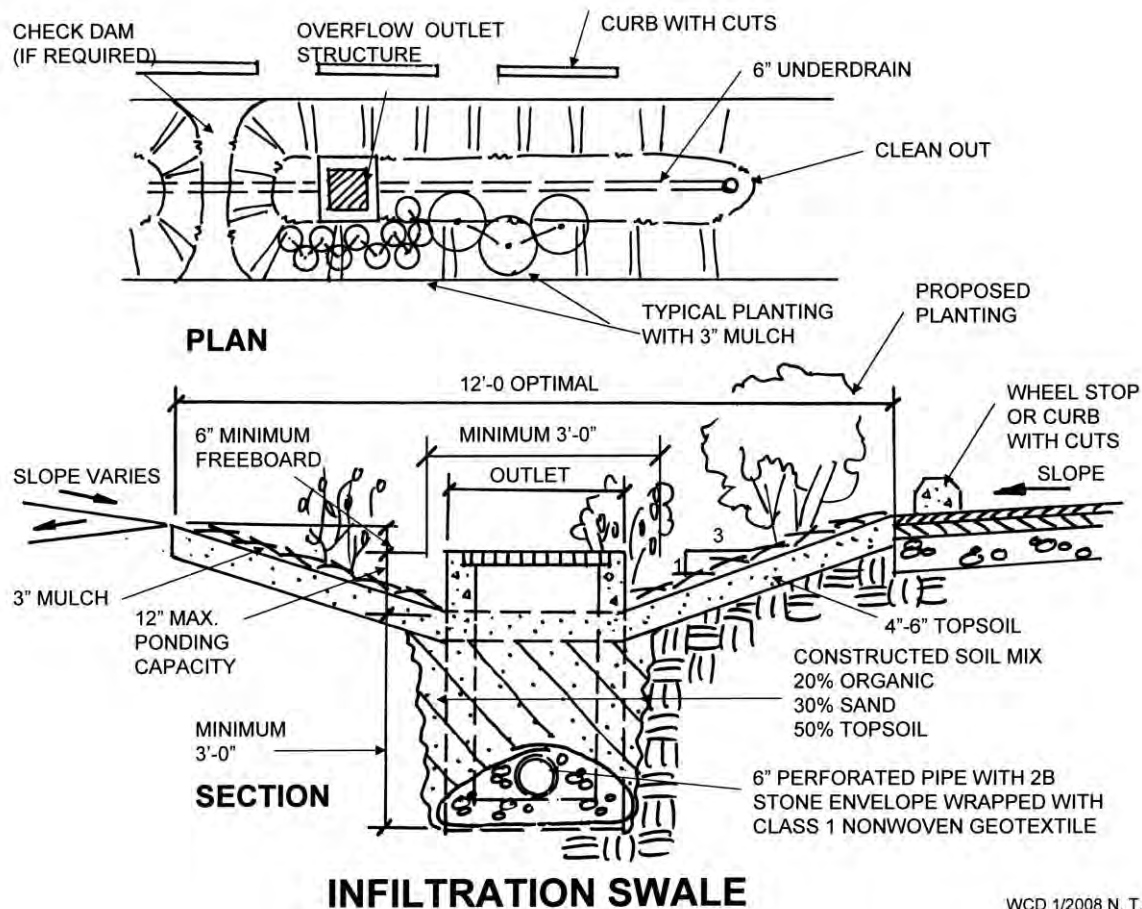 CHECK DAM
(IF REQUIRED)
OVERFLOW OUTLET
STRUCTURE
CURB WITH CUTS
6" UNDERDRAIN
CLEAN OUT
TYPICAL PLANTING
WITH 3" MULCH
PROPOSED
PLANTING
PLAN
12'-0 OPTIMAL
6" MINIMUM
FREEBOARD
MINIMUM 3'-0"
OUTLET
WHEEL STOP
OR CURB
WITH CUTS
SLOPE VARIES
SLOPE
3
1
3" MULCH
12" MAX.
PONDING
CAPACITY
4"-6" TOPSOIL
CONSTRUCTED SOIL MIX
20% ORGANIC
30% SAND
50% TOPSOIL
MINIMUM
3'-0"
SECTION
6" PERFORATED PIPE WITH 2B
STONE ENVELOPE WRAPPED WITH
CLASS 1 NONWOVEN GEOTEXTILE
INFILTRATION SWALE
WCD 1/2008 N. T.